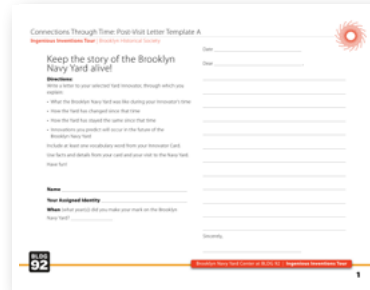 Connections Through Time: Post-Visit Letter Template A
Ingenious Inventions Tour | Brooklyn Historical Society
Keep the story of the Brooklyn
Navy Yard alive!
Directions:
Write a letter to your selected Yard Innovator, through which you
explain:
• What the Brooklyn Navy Yard was like during your Innovator's time
• How the Yard has changed since that time
• How the Yard has stayed the same since that time
• Innovations you predict will occur in the future of the
Brooklyn Navy Yard
Include at least one vocabulary word from your Innovator Card.
Use facts and details from your card and your visit to the Navy Yard.
Have fun!
Name
Your Assigned Identity
When (what year(s)) did you make your mark on the Brooklyn
Navy Yard?
Date
Dear
Sincerely,
BLDG
92
Brooklyn Navy Yard Center at BLDG 92 | Ingenious Inventions Tour
1